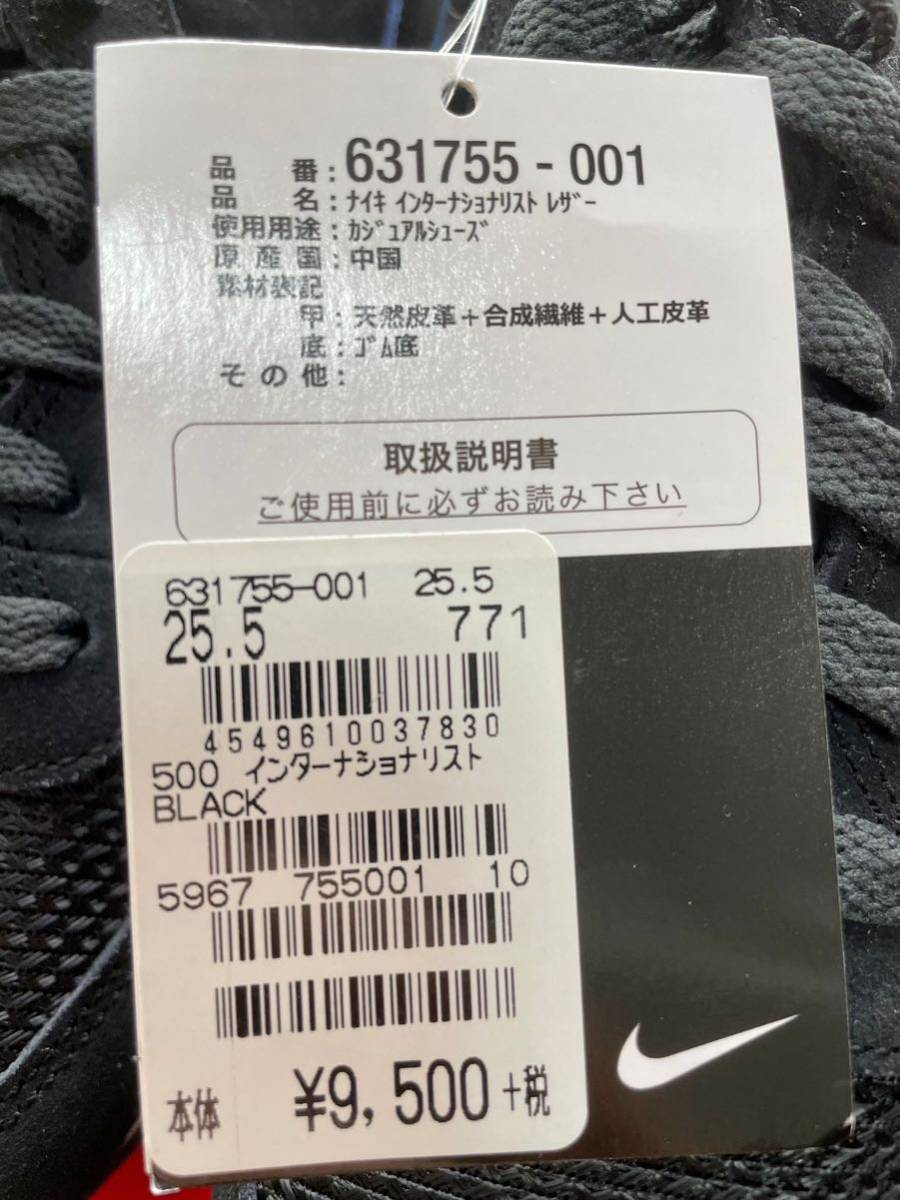 品 番:631755-001
品 名:ﾅｲｷ ｲﾝﾀｰﾅｼｮﾅﾘｽﾄ ﾚｻﾞｰ
使用用途:ｶｼﾞｭｱﾙｼｭｰｽﾞ
原 産 国:中国
素材表記
甲:天然皮革+合成繊維+人工皮革
底:ｺﾞﾑ底
そ の 他:
取扱説明書
ご使用前に必ずお読み下さい
631755-001 25.5
25.5 771
4549610037830
500 インターナショナリスト
BLACK
5967 755001 10
本体 ¥9,500 +税